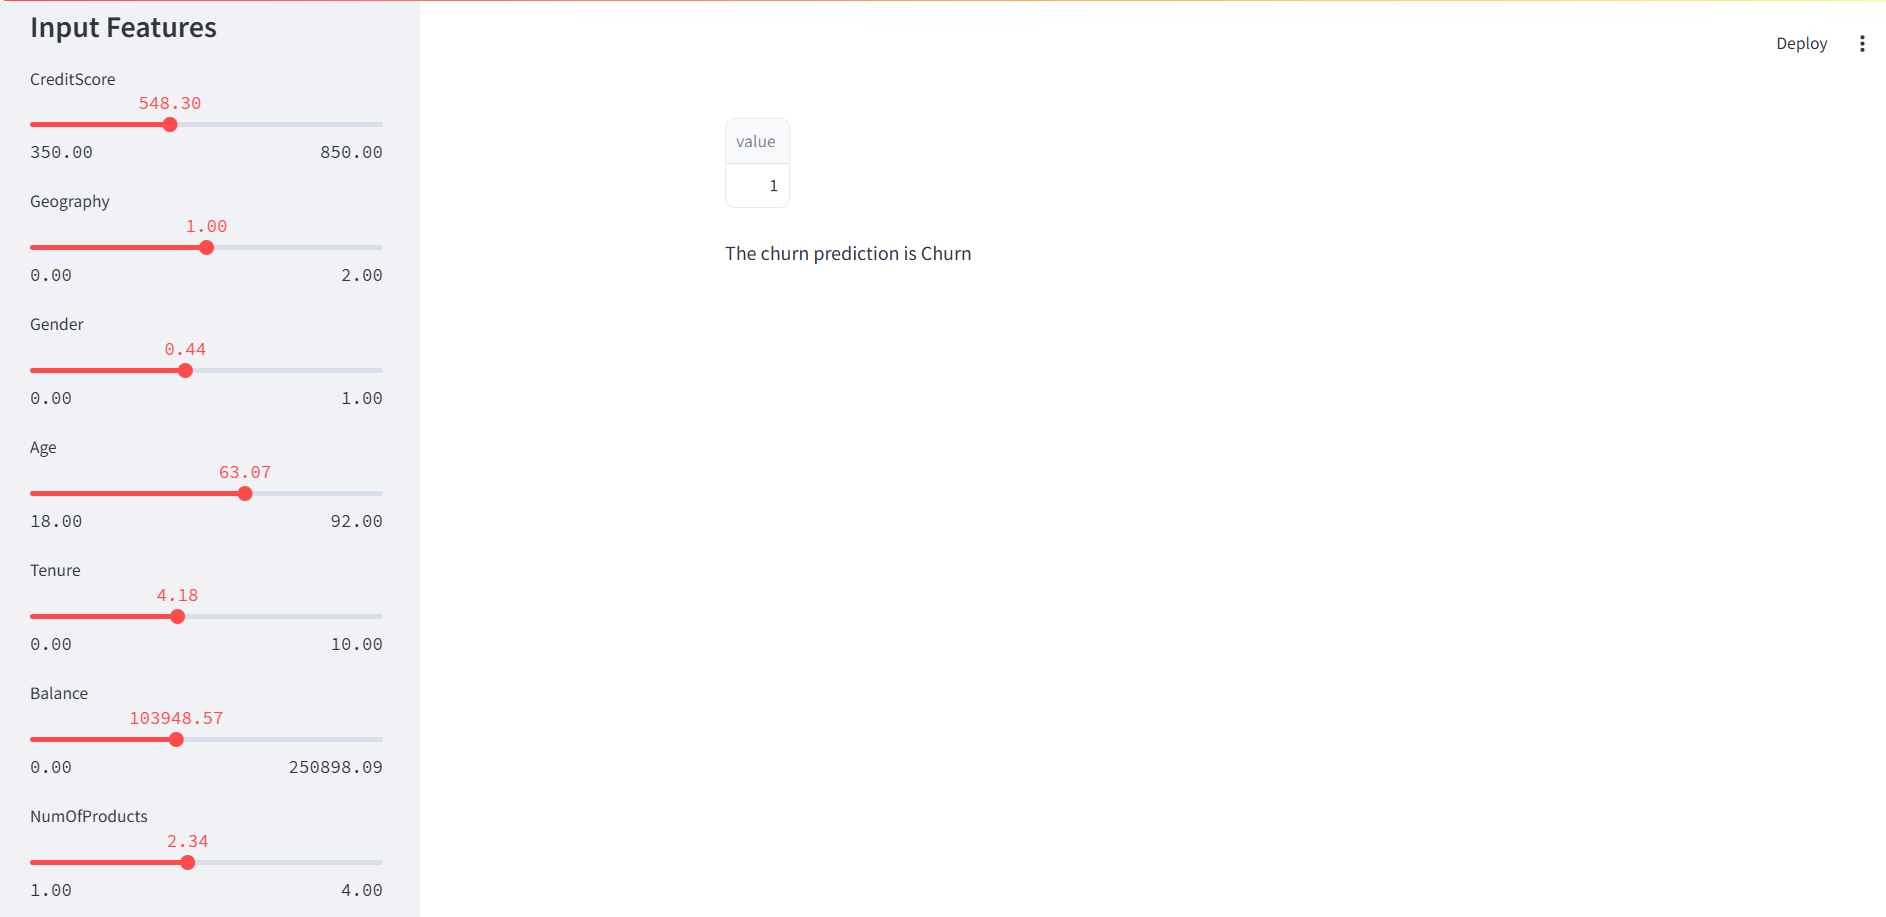 Input Features
CreditScore
548.30
350.00 850.00
Geography
1.00
0.00 2.00
Gender
0.44
0.00 1.00
Age
63.07
18.00 92.00
Tenure
4.18
0.00 10.00
Balance
103948.57
0.00 250898.09
NumOfProducts
2.34
1.00 4.00
Deploy
value
1
The churn prediction is Churn